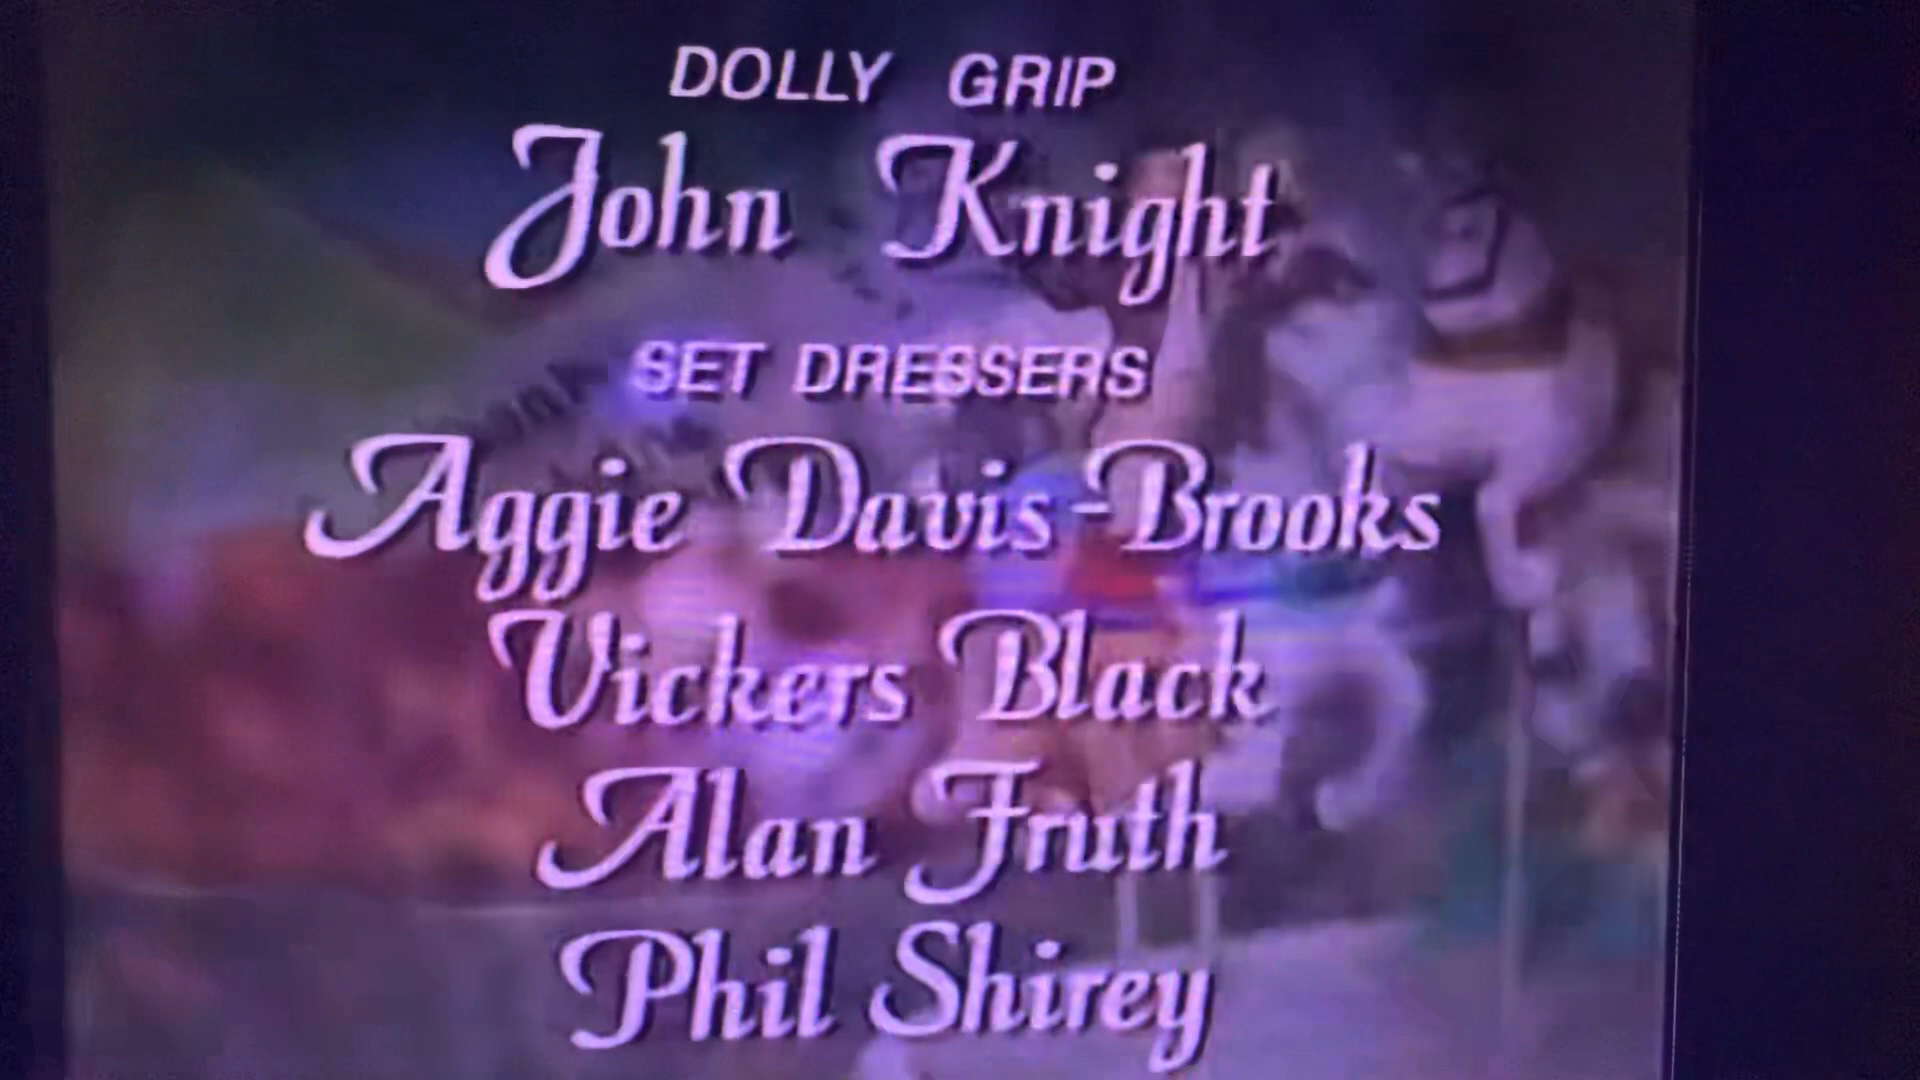 DOLLY GRIP
John Knight
SET DRESSERS
Aggie Davis-Brooks
Vickers Black
Alan Fruth
Phil Shirey